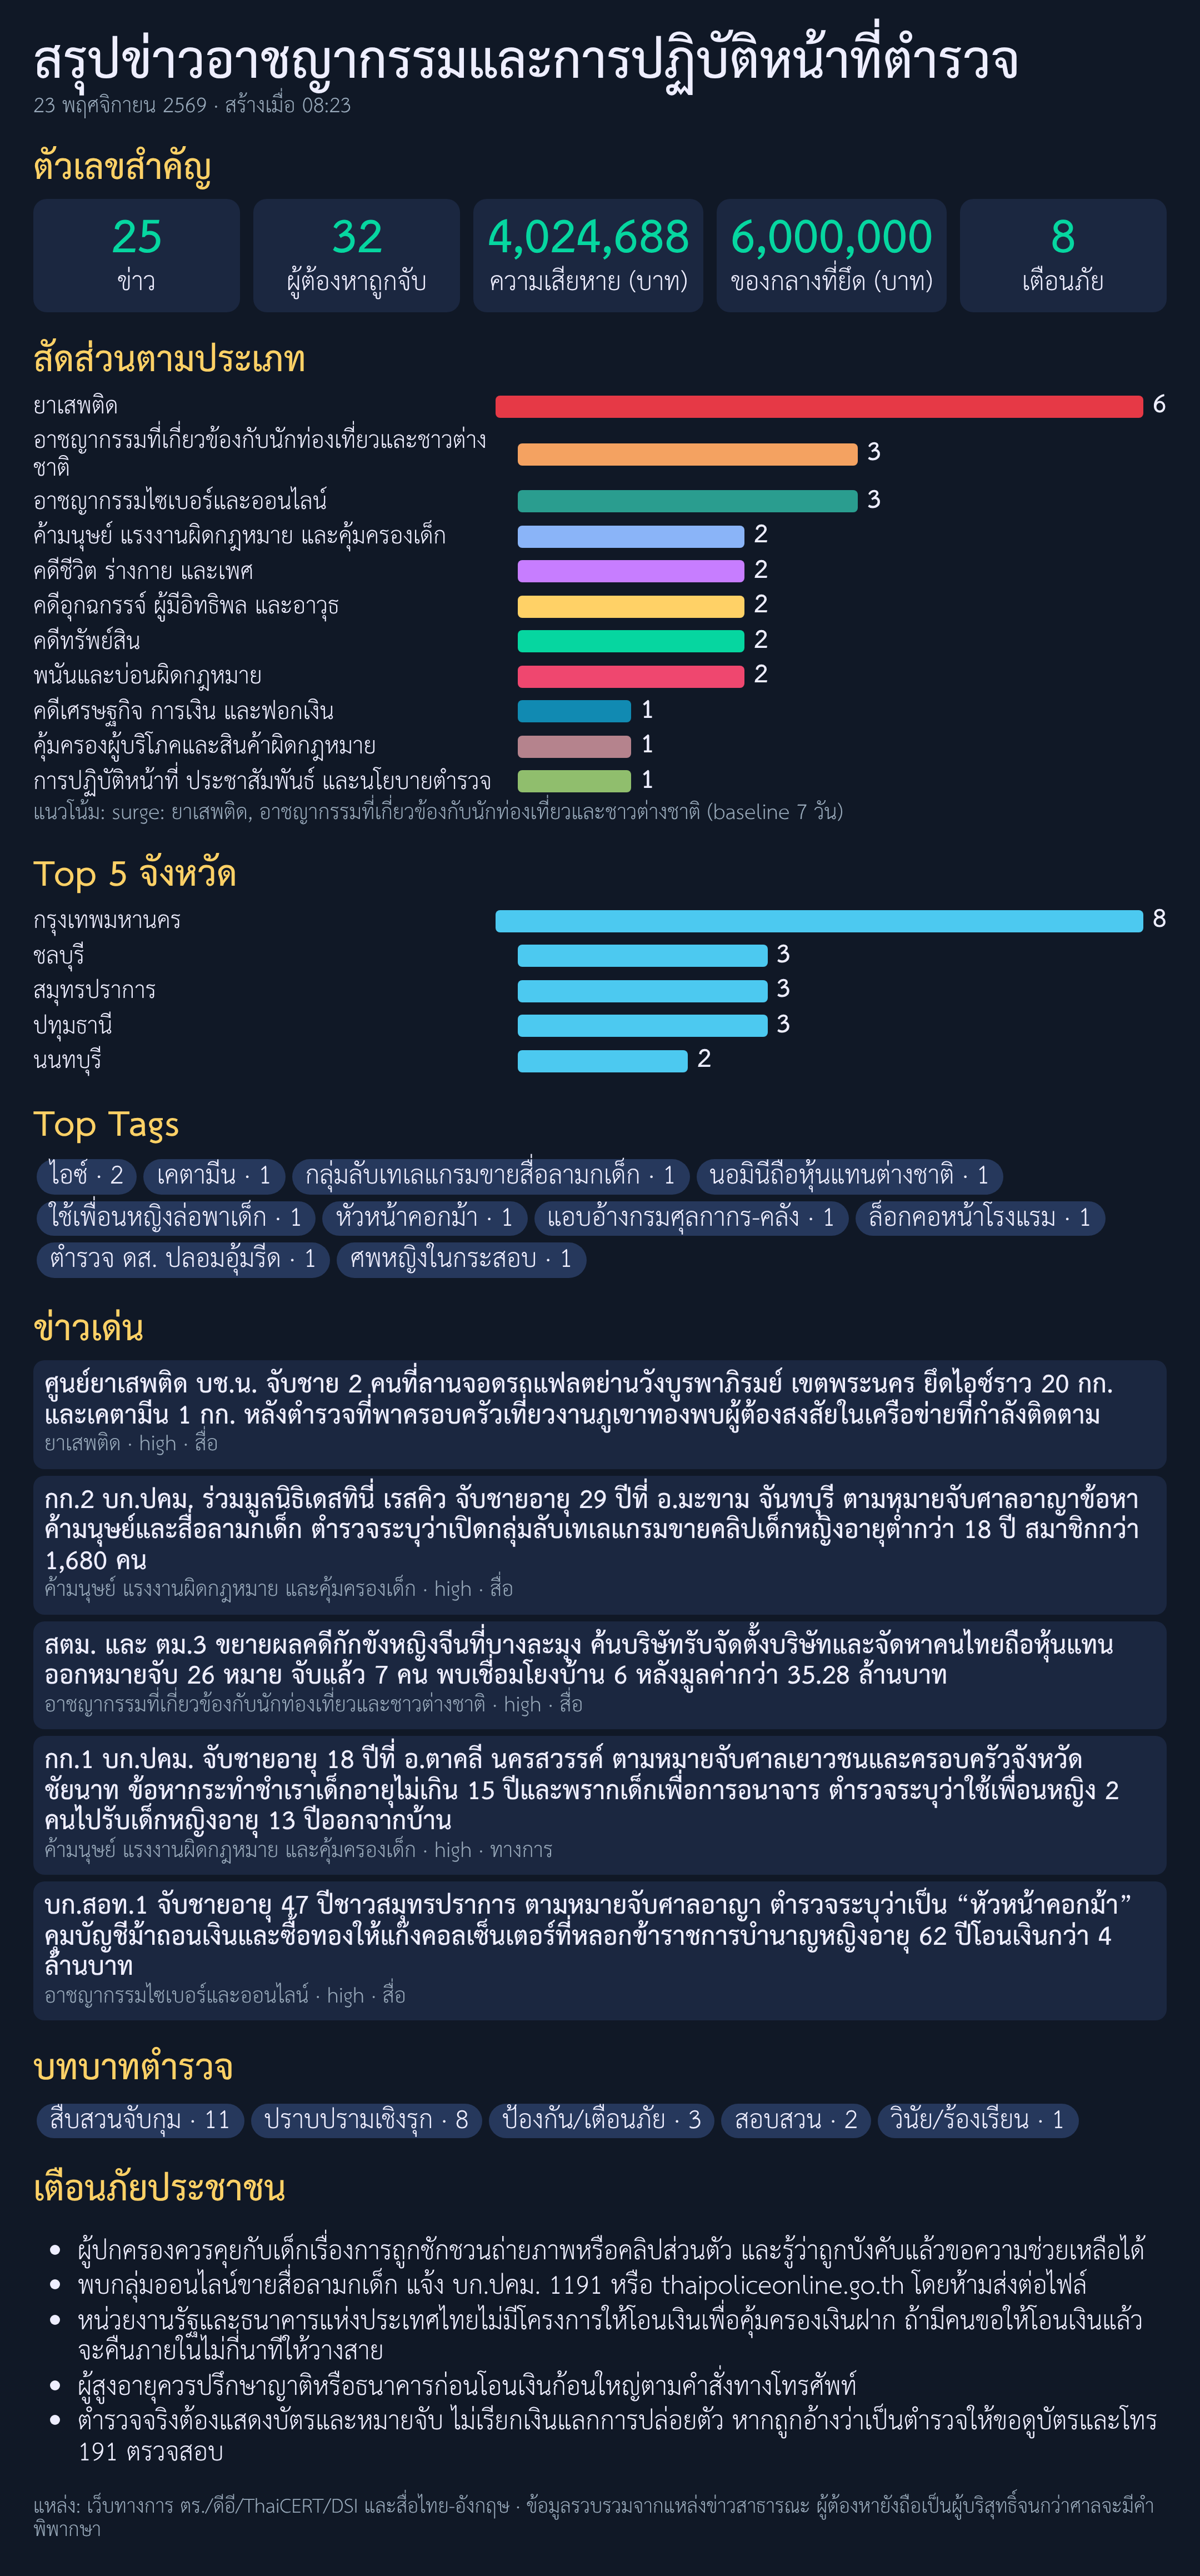 สรุปข่าวอาชญากรรมและการปฏิบัติหน้าที่ตำรวจ
23 พฤศจิกายน 2569 · สร้างเมื่อ 08:23
ตัวเลขสำคัญ
25
ข่าว
32
ผู้ต้องหาถูกจับ
4,024,688
ความเสียหาย (บาท)
6,000,000
ของกลางที่ยึด (บาท)
8
เตือนภัย
สัดส่วนตามประเภท
ยาเสพติด 6
อาชญากรรมที่เกี่ยวข้องกับนักท่องเที่ยวและชาวต่าง
ชาติ 3
อาชญากรรมไซเบอร์และออนไลน์ 3
ค้ามนุษย์ แรงงานผิดกฎหมาย และคุ้มครองเด็ก 2
คดีชีวิต ร่างกาย และเพศ 2
คดีอุกฉกรรจ์ ผู้มีอิทธิพล และอาวุธ 2
คดีทรัพย์สิน 2
พนันและบ่อนผิดกฎหมาย 2
คดีเศรษฐกิจ การเงิน และฟอกเงิน 1
คุ้มครองผู้บริโภคและสินค้าผิดกฎหมาย 1
การปฏิบัติหน้าที่ ประชาสัมพันธ์ และนโยบายตำรวจ 1
แนวโน้ม: surge: ยาเสพติด, อาชญากรรมที่เกี่ยวข้องกับนักท่องเที่ยวและชาวต่างชาติ (baseline 7 วัน)
Top 5 จังหวัด
กรุงเทพมหานคร 8
ชลบุรี 3
สมุทรปราการ 3
ปทุมธานี 3
นนทบุรี 2
Top Tags
ไอซ์ · 2 เคตามีน · 1 กลุ่มลับเทเลแกรมขายสื่อลามกเด็ก · 1 นอมินีถือหุ้นแทนต่างชาติ · 1
ใช้เพื่อนหญิงล่อพาเด็ก · 1 หัวหน้าคอกม้า · 1 แอบอ้างกรมศุลกากร-คลัง · 1 ล็อกคอหน้าโรงแรม · 1
ตำรวจ ดส. ปลอมอุ้มรีด · 1 ศพหญิงในกระสอบ · 1
ข่าวเด่น
ศูนย์ยาเสพติด บช.น. จับชาย 2 คนที่ลานจอดรถแฟลตย่านวังบูรพาภิรมย์ เขตพระนคร ยึดไอซ์ราว 20 กก.
และเคตามีน 1 กก. หลังตำรวจที่พาครอบครัวเที่ยวงานภูเขาทองพบผู้ต้องสงสัยในเครือข่ายที่กำลังติดตาม
ยาเสพติด · high · สื่อ
กก.2 บก.ปคม. ร่วมมูลนิธิเดสทินี่ เรสคิว จับชายอายุ 29 ปีที่ อ.มะขาม จันทบุรี ตามหมายจับศาลอาญาข้อหา
ค้ามนุษย์และสื่อลามกเด็ก ตำรวจระบุว่าเปิดกลุ่มลับเทเลแกรมขายคลิปเด็กหญิงอายุต่ำกว่า 18 ปี สมาชิกกว่า
1,680 คน
ค้ามนุษย์ แรงงานผิดกฎหมาย และคุ้มครองเด็ก · high · สื่อ
สตม. และ ตม.3 ขยายผลคดีกักขังหญิงจีนที่บางละมุง ค้นบริษัทรับจัดตั้งบริษัทและจัดหาคนไทยถือหุ้นแทน
ออกหมายจับ 26 หมาย จับแล้ว 7 คน พบเชื่อมโยงบ้าน 6 หลังมูลค่ากว่า 35.28 ล้านบาท
อาชญากรรมที่เกี่ยวข้องกับนักท่องเที่ยวและชาวต่างชาติ · high · สื่อ
กก.1 บก.ปคม. จับชายอายุ 18 ปีที่ อ.ตาคลี นครสวรรค์ ตามหมายจับศาลเยาวชนและครอบครัวจังหวัด
ชัยนาท ข้อหากระทำชำเราเด็กอายุไม่เกิน 15 ปีและพรากเด็กเพื่อการอนาจาร ตำรวจระบุว่าใช้เพื่อนหญิง 2
คนไปรับเด็กหญิงอายุ 13 ปีออกจากบ้าน
ค้ามนุษย์ แรงงานผิดกฎหมาย และคุ้มครองเด็ก · high · ทางการ
บก.สอท.1 จับชายอายุ 47 ปีชาวสมุทรปราการ ตามหมายจับศาลอาญา ตำรวจระบุว่าเป็น “หัวหน้าคอกม้า”
คุมบัญชีม้าถอนเงินและซื้อทองให้แก๊งคอลเซ็นเตอร์ที่หลอกข้าราชการบำนาญหญิงอายุ 62 ปีโอนเงินกว่า 4
ล้านบาท
อาชญากรรมไซเบอร์และออนไลน์ · high · สื่อ
บทบาทตำรวจ
สืบสวนจับกุม · 11 ปราบปรามเชิงรุก · 8 ป้องกัน/เตือนภัย · 3 สอบสวน · 2 วินัย/ร้องเรียน · 1
เตือนภัยประชาชน
• ผู้ปกครองควรคุยกับเด็กเรื่องการถูกชักชวนถ่ายภาพหรือคลิปส่วนตัว และรู้ว่าถูกบังคับแล้วขอความช่วยเหลือได้
• พบกลุ่มออนไลน์ขายสื่อลามกเด็ก แจ้ง บก.ปคม. 1191 หรือ thaipoliceonline.go.th โดยห้ามส่งต่อไฟล์
• หน่วยงานรัฐและธนาคารแห่งประเทศไทยไม่มีโครงการให้โอนเงินเพื่อคุ้มครองเงินฝาก ถ้ามีคนขอให้โอนเงินแล้ว
จะคืนภายในไม่กี่นาทีให้วางสาย
• ผู้สูงอายุควรปรึกษาญาติหรือธนาคารก่อนโอนเงินก้อนใหญ่ตามคำสั่งทางโทรศัพท์
• ตำรวจจริงต้องแสดงบัตรและหมายจับ ไม่เรียกเงินแลกการปล่อยตัว หากถูกอ้างว่าเป็นตำรวจให้ขอดูบัตรและโทร
191 ตรวจสอบ
แหล่ง: เว็บทางการ ตร./ดีอี/ThaiCERT/DSI และสื่อไทย-อังกฤษ · ข้อมูลรวบรวมจากแหล่งข่าวสาธารณะ ผู้ต้องหายังถือเป็นผู้บริสุทธิ์จนกว่าศาลจะมีคำ
พิพากษา